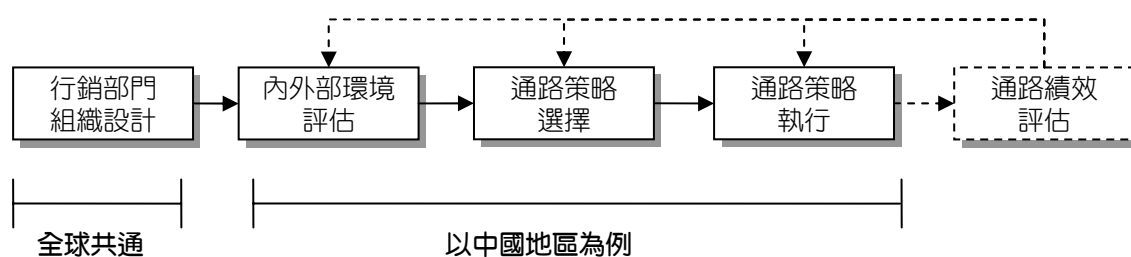 行銷部門
組織設計
內外部環境
評估
通路策略
選擇
通路策略
執行
通路績效
評估
全球共通
以中國地區為例